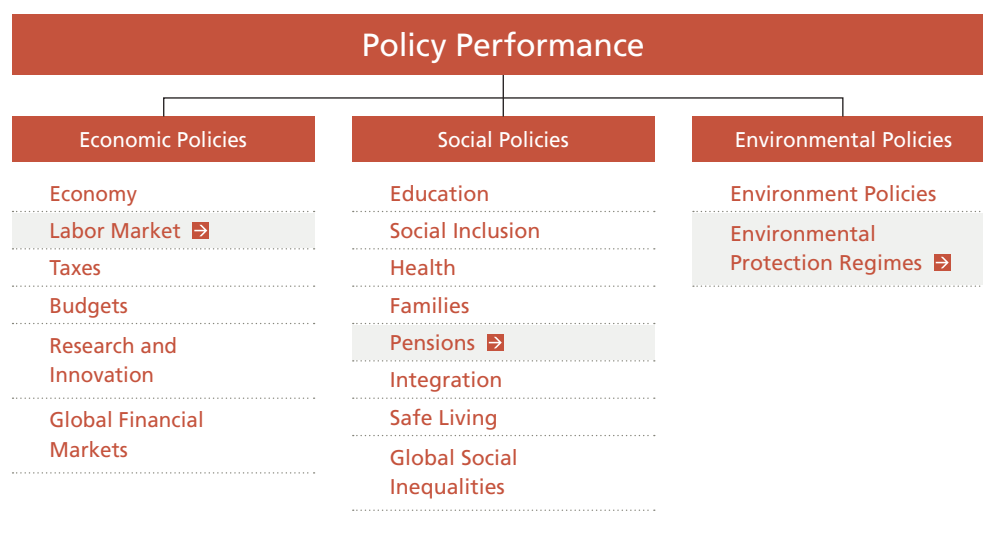 Policy Performance
Economic Policies
Economy
Labor Market
Taxes
Budgets
Research and
Innovation
Global Financial
Markets
Social Policies
Education
Social Inclusion
Health
Families
Pensions
Integration
Safe Living
Global Social
Inequalities
Environmental Policies
Environment Policies
Environmental
Protection Regimes